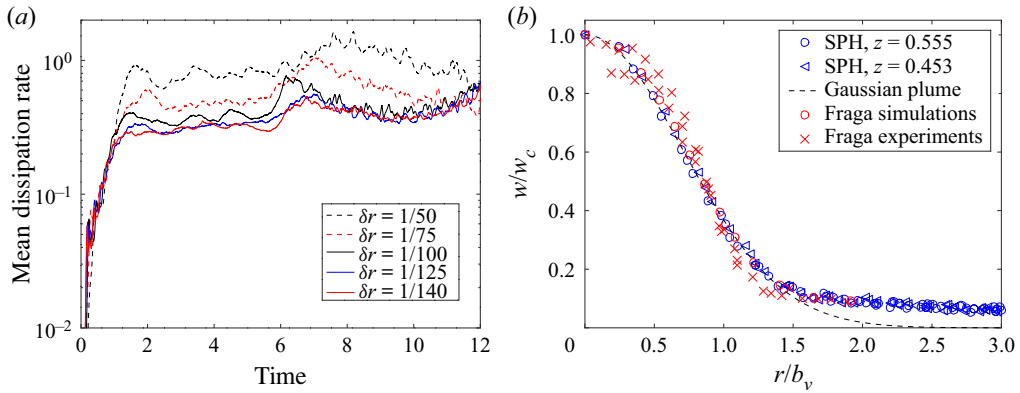 (a)
Mean dissipation rate
10⁰
10⁻¹
10⁻²
0 2 4 6 8 10 12
Time
δr = 1/50
δr = 1/75
δr = 1/100
δr = 1/125
δr = 1/140
(b)
w/w_c
1.0
0.8
0.6
0.4
0.2
0 0.5 1.0 1.5 2.0 2.5 3.0
r/b_v
SPH, z = 0.555
SPH, z = 0.453
Gaussian plume
Fraga simulations
Fraga experiments